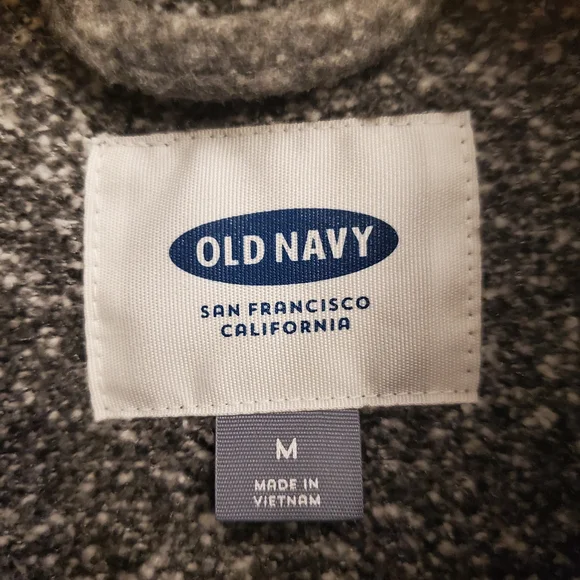 OLD NAVY
SAN FRANCISCO
CALIFORNIA
M
MADE IN
VIETNAM